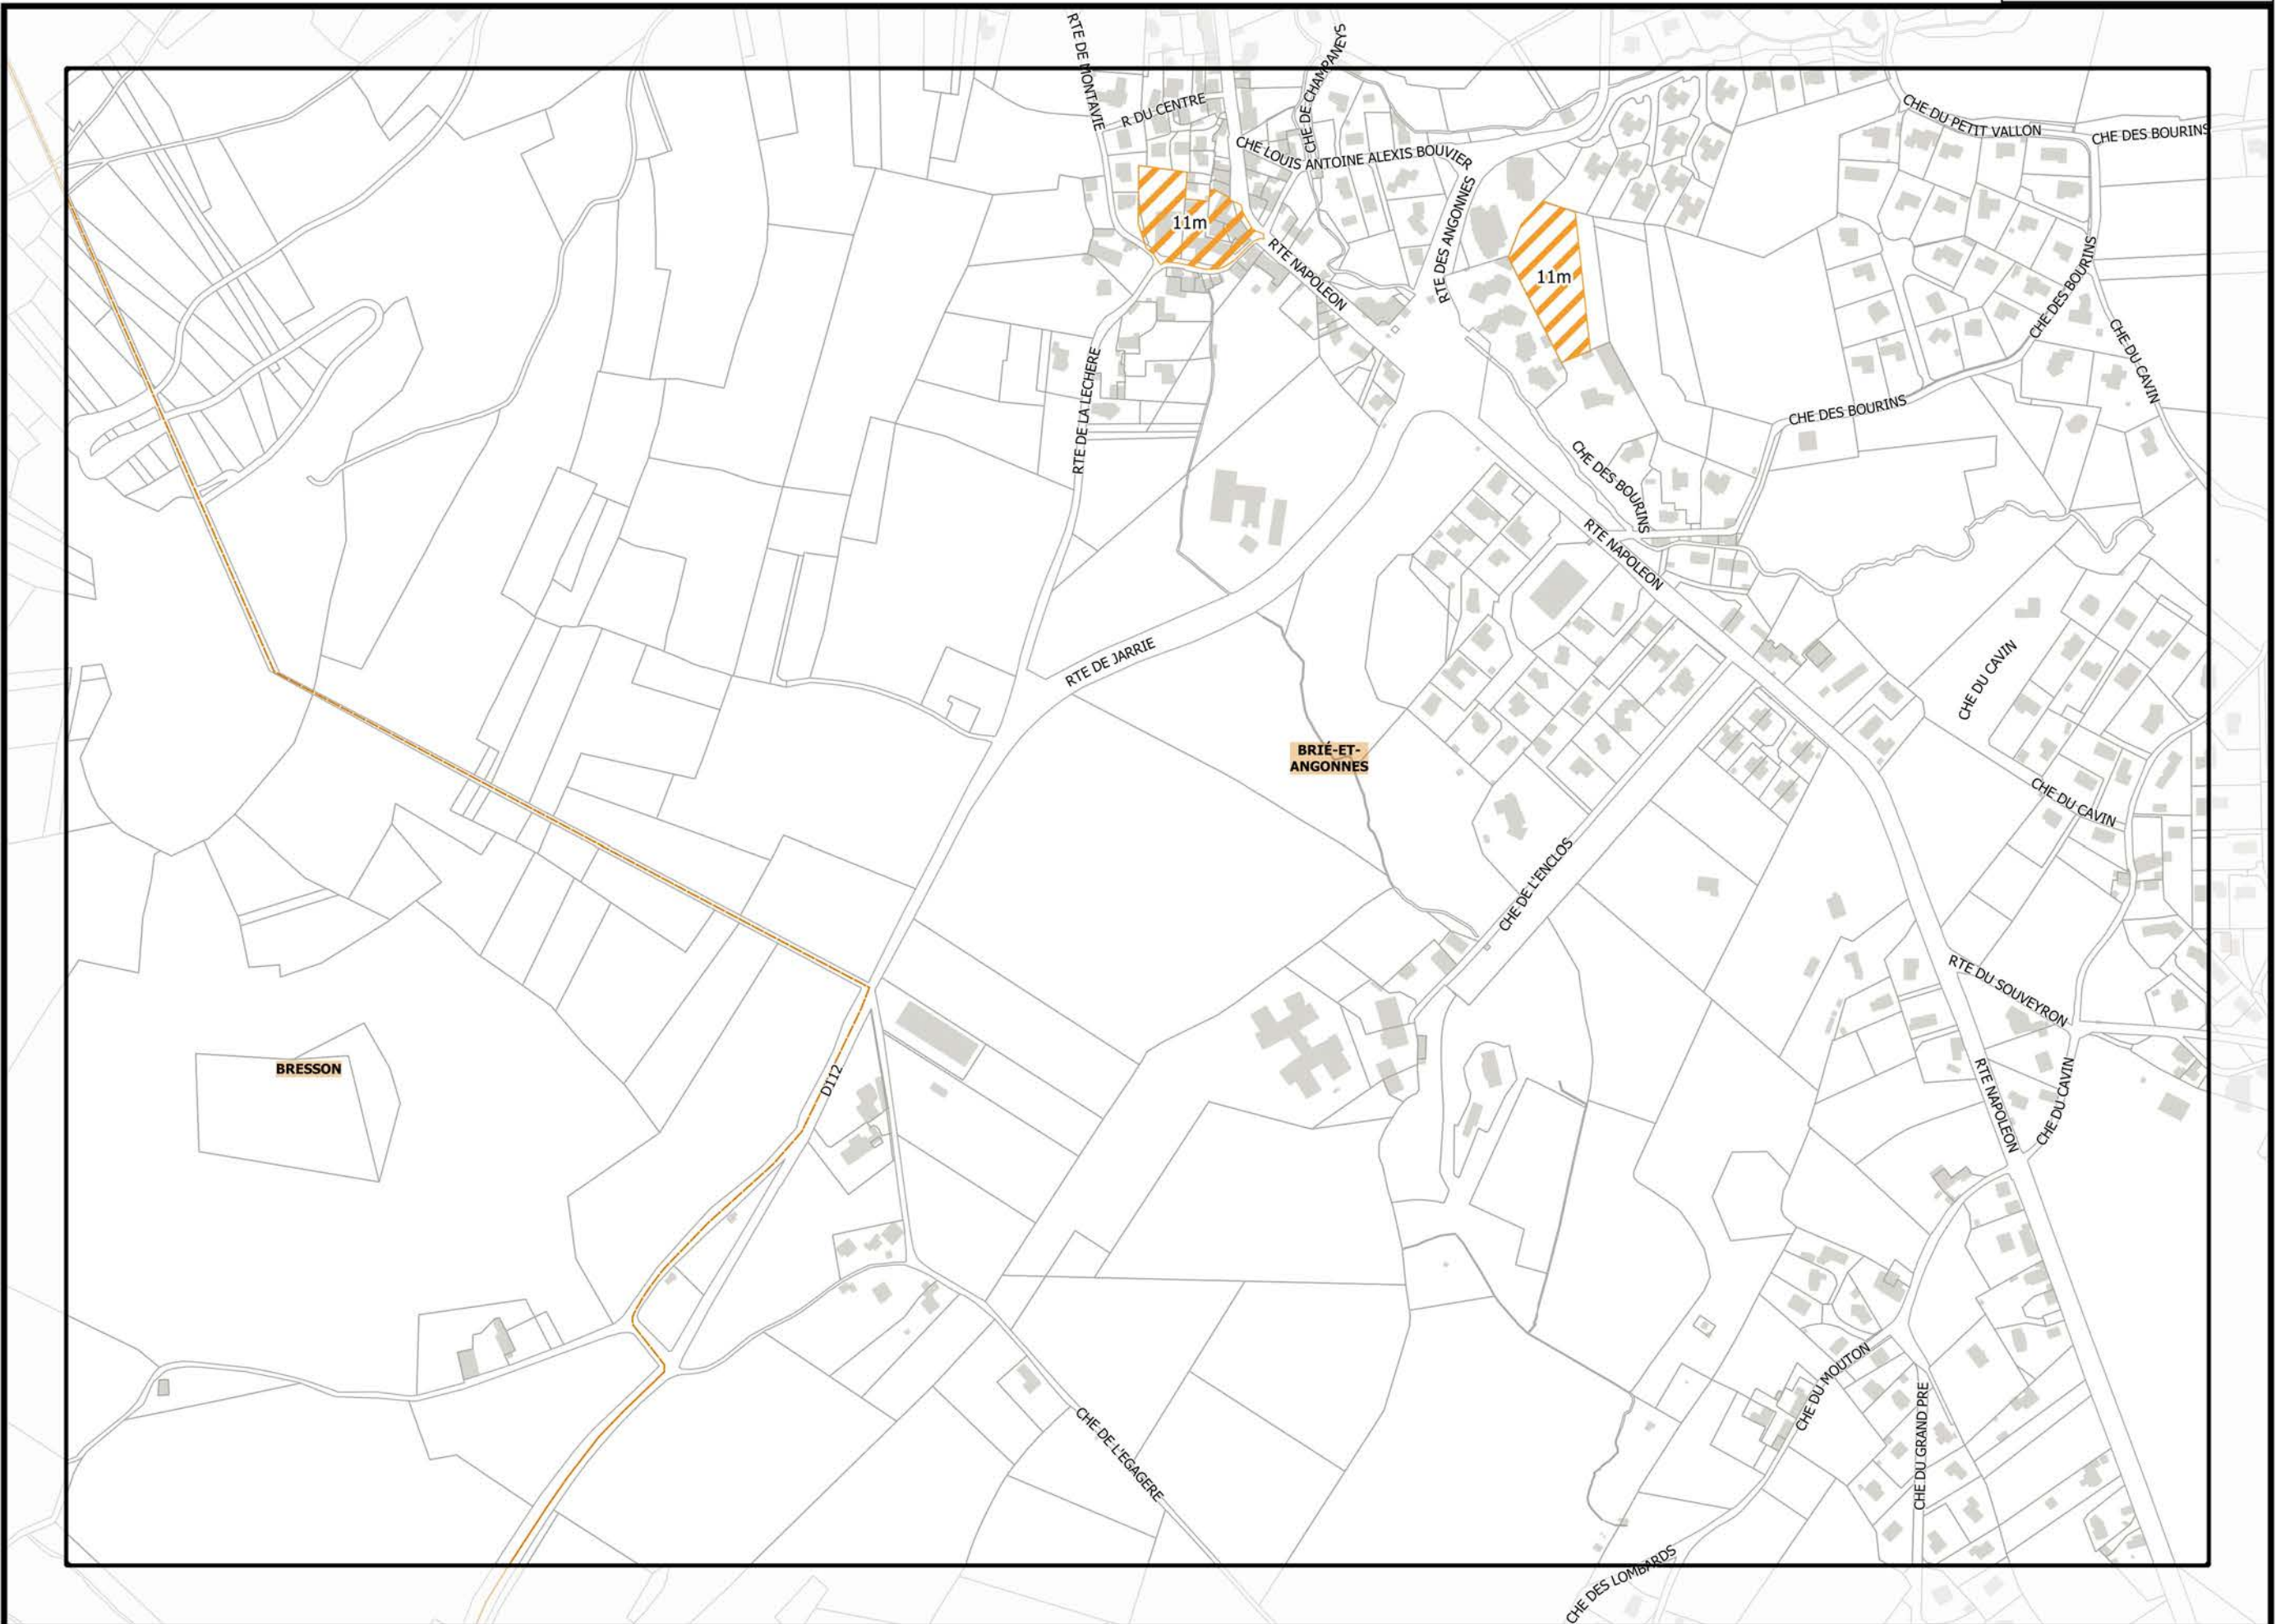 RTE DE MONTAVIE
R DU CENTRE
CHE DE CHAMPANEYS
CHE LOUIS ANTOINE ALEXIS BOUVIER
CHE DU PETIT VALLON
CHE DES BOURINS
11m
RTE NAPOLEON
RTE DES ANGONNES
11m
CHE DES BOURINS
CHE DU CAVIN
RTE DE LA LECHERE
CHE DES BOURINS
CHE DES BOURINS
RTE NAPOLEON
RTE DE JARRIE
CHE DU CAVIN
BRIÉ-ET-
ANGONNES
CHE DU CAVIN
CHE DE L'ENCLOS
RTE DU SOUVEYRON
BRESSON
D112
RTE NAPOLEON
CHE DU CAVIN
CHE DU MOUTON
CHE DU GRAND PRE
CHE DE L'EGAGERE
CHE DES LOMBARDS